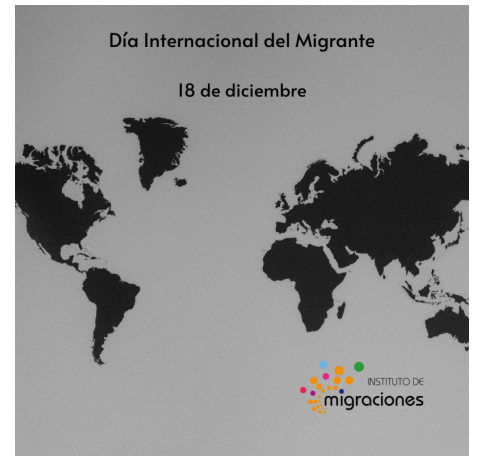 Día Internacional del Migrante
18 de diciembre
INSTITUTO DE
migraciones